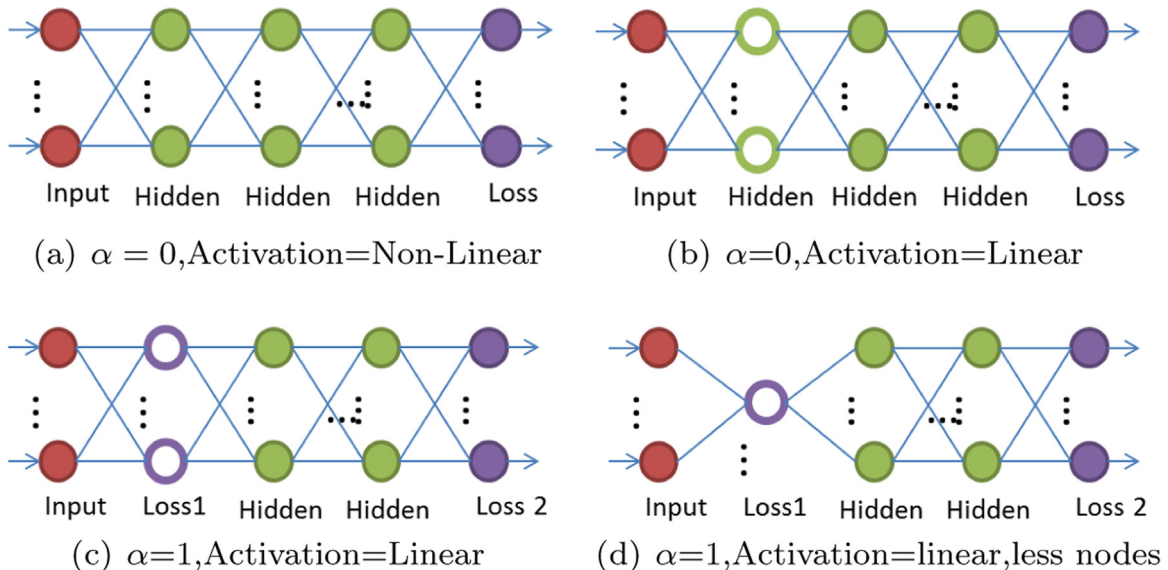 Input Hidden Hidden Hidden Loss
(a) α = 0,Activation=Non-Linear
Input Hidden Hidden Hidden Loss
(b) α=0,Activation=Linear
Input Loss1 Hidden Hidden Loss 2
(c) α=1,Activation=Linear
Input Loss1 Hidden Hidden Loss 2
(d) α=1,Activation=linear,less nodes